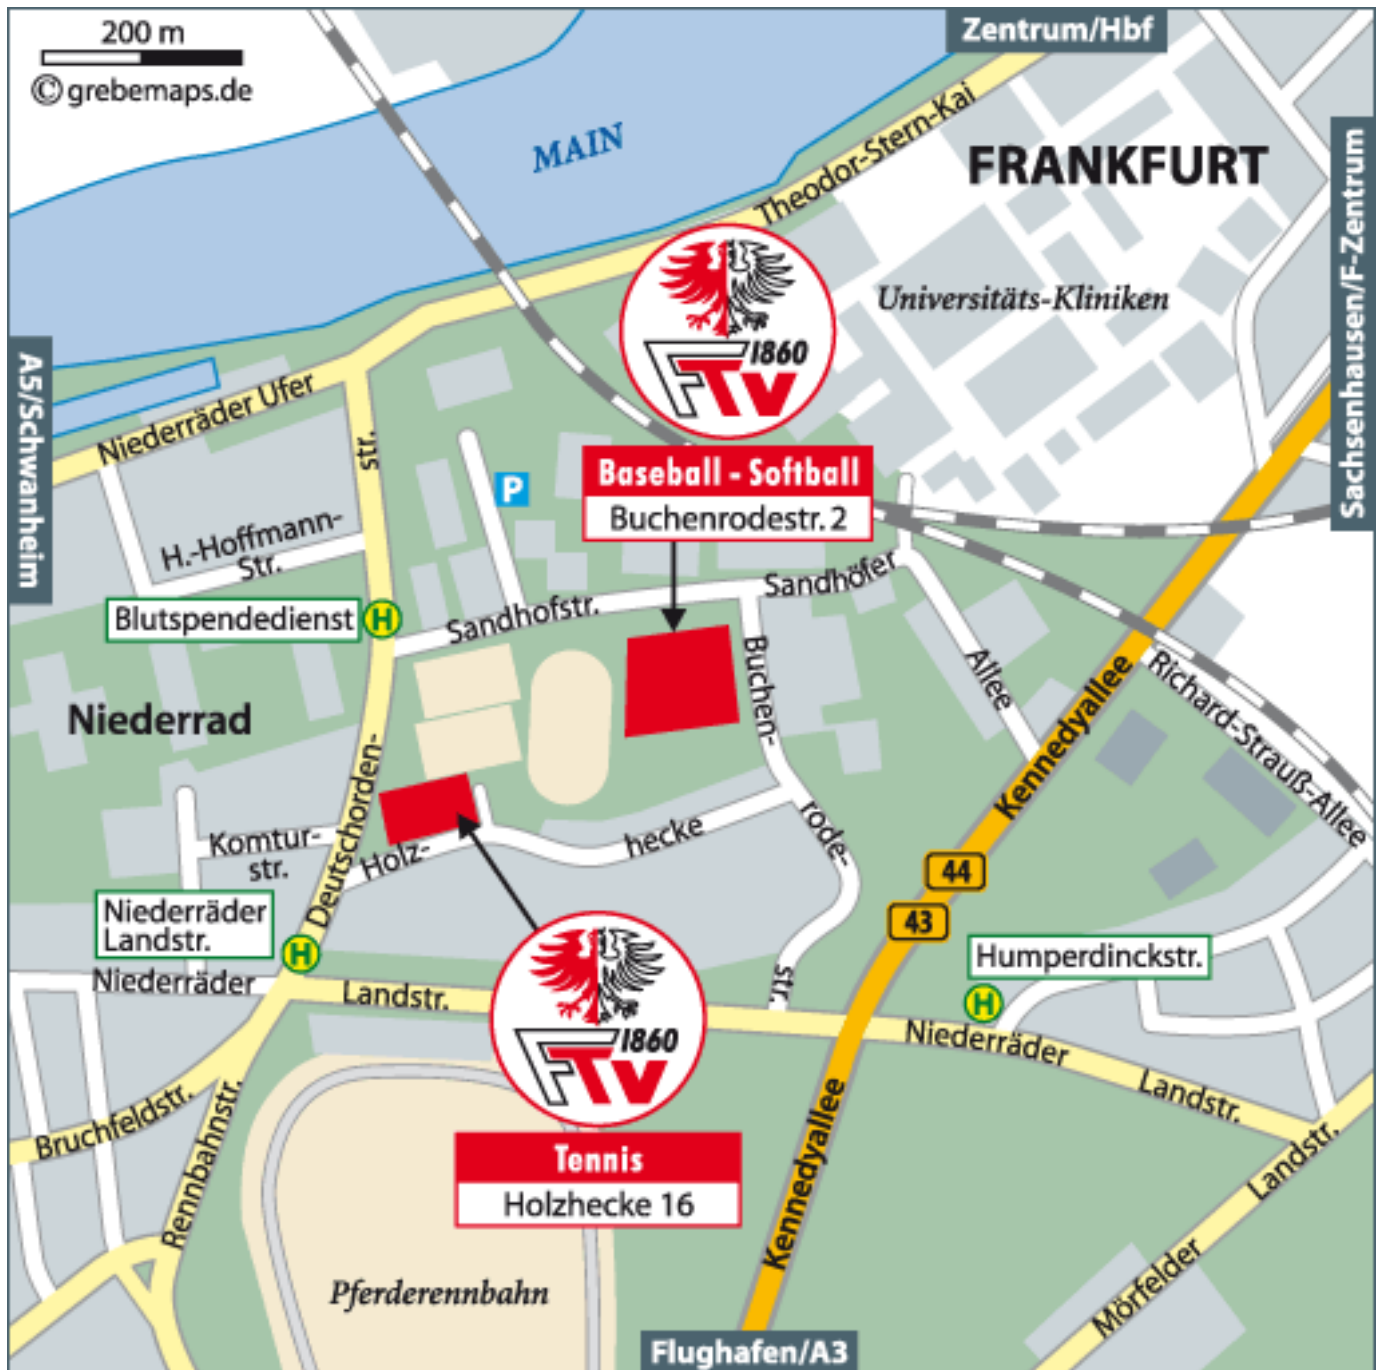 200 m
© grebemaps.de
Zentrum/Hbf
MAIN
Theodor-Stern-Kai
FRANKFURT
Sachsenhausen/F-Zentrum
Universitäts-Kliniken
1860
FTV
A5/Schwanheim
Niederräder Ufer
str.
P
Baseball - Softball
Buchenrodestr. 2
H.-Hoffmann-
Str.
Sandhöfer
Blutspendedienst
H
Sandhofstr.
Buchen-
Allee
Richard-Strauß-Allee
Kennedyallee
Niederrad
Deutschorden-
Komtur-
str.
Holz-
hecke
rode-
44
43
Niederräder
Landstr.
H
Humperdinckstr.
H
Niederräder
Landstr.
str.
1860
FTV
Niederräder
Landstr.
Bruchfeldstr.
Rennbahnstr.
Kennedyallee
Tennis
Holzhecke 16
Landstr.
Mörfelder
Pferderennbahn
Flughafen/A3